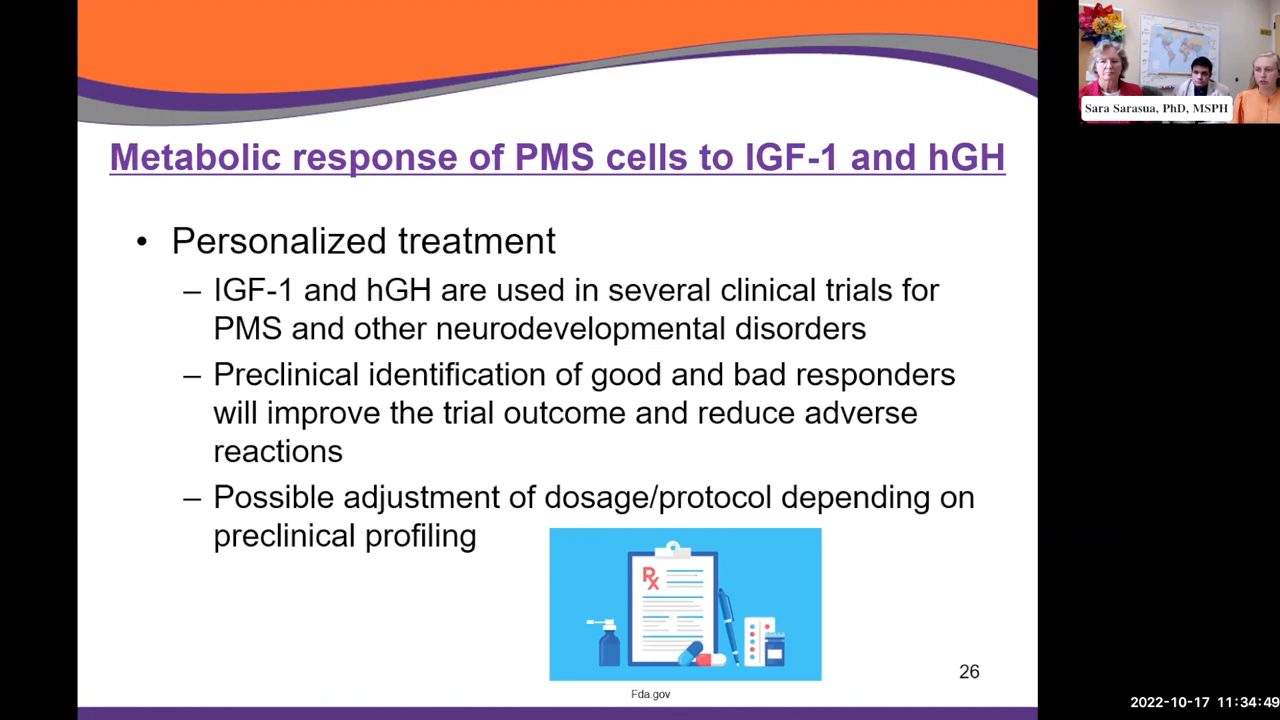 Metabolic response of PMS cells to IGF-1 and hGH
• Personalized treatment
– IGF-1 and hGH are used in several clinical trials for
PMS and other neurodevelopmental disorders
– Preclinical identification of good and bad responders
will improve the trial outcome and reduce adverse
reactions
– Possible adjustment of dosage/protocol depending on
preclinical profiling
Rx
Fda.gov
26
Sara Sarasua, PhD, MSPH
2022-10-17 11:34:49